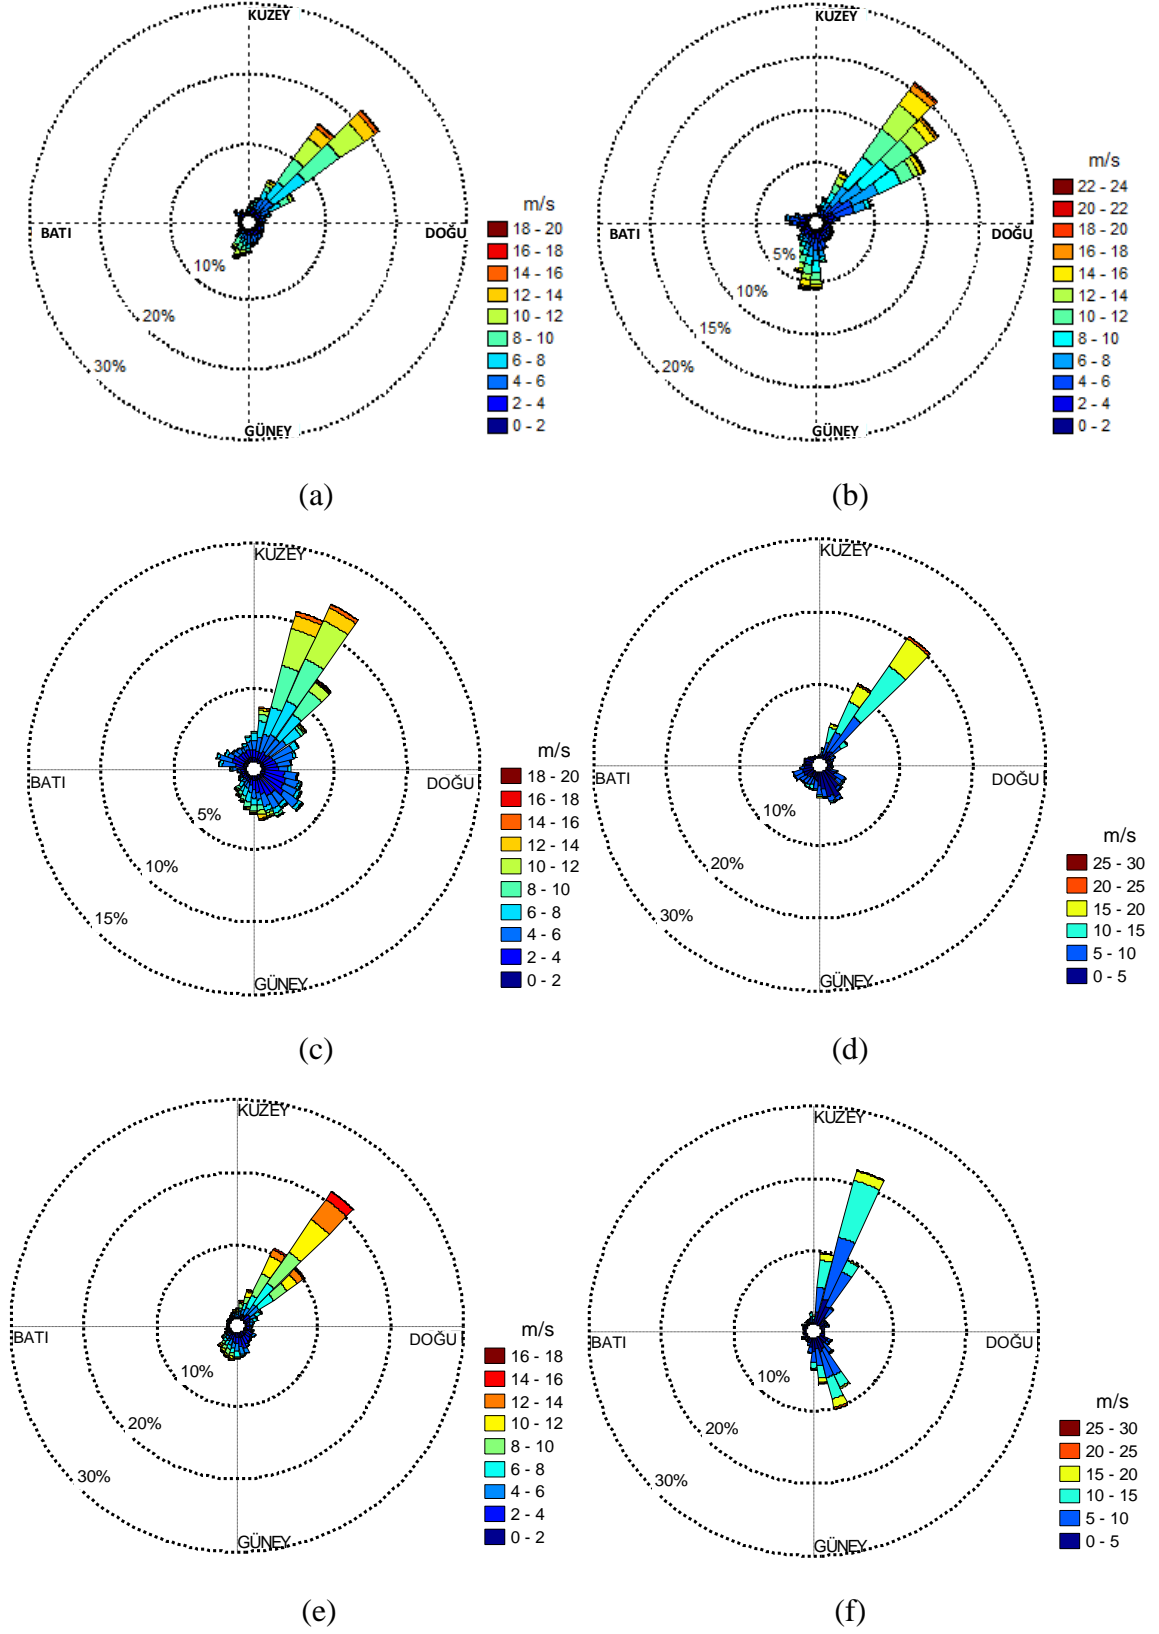 KUZEY
BATI
DOĞU
GÜNEY
10%
20%
30%
m/s
18 - 20
16 - 18
14 - 16
12 - 14
10 - 12
8 - 10
6 - 8
4 - 6
2 - 4
0 - 2
(a)
KUZEY
BATI
DOĞU
GÜNEY
5%
10%
15%
20%
m/s
22 - 24
20 - 22
18 - 20
16 - 18
14 - 16
12 - 14
10 - 12
8 - 10
6 - 8
4 - 6
2 - 4
0 - 2
(b)
KUZEY
BATI
DOĞU
GÜNEY
5%
10%
15%
m/s
18 - 20
16 - 18
14 - 16
12 - 14
10 - 12
8 - 10
6 - 8
4 - 6
2 - 4
0 - 2
(c)
KUZEY
BATI
DOĞU
GÜNEY
10%
20%
30%
m/s
25 - 30
20 - 25
15 - 20
10 - 15
5 - 10
0 - 5
(d)
KUZEY
BATI
DOĞU
GÜNEY
10%
20%
30%
m/s
16 - 18
14 - 16
12 - 14
10 - 12
8 - 10
6 - 8
4 - 6
2 - 4
0 - 2
(e)
KUZEY
BATI
DOĞU
GÜNEY
10%
20%
30%
m/s
25 - 30
20 - 25
15 - 20
10 - 15
5 - 10
0 - 5
(f)